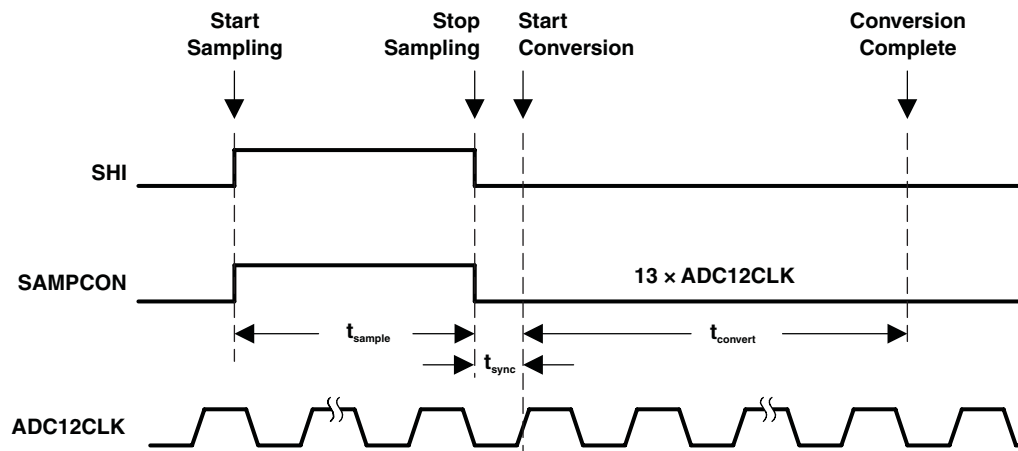 Start
Sampling
Stop
Sampling
Start
Conversion
Conversion
Complete
SHI
SAMPCON
13 × ADC12CLK
tsample
tconvert
tsync
ADC12CLK